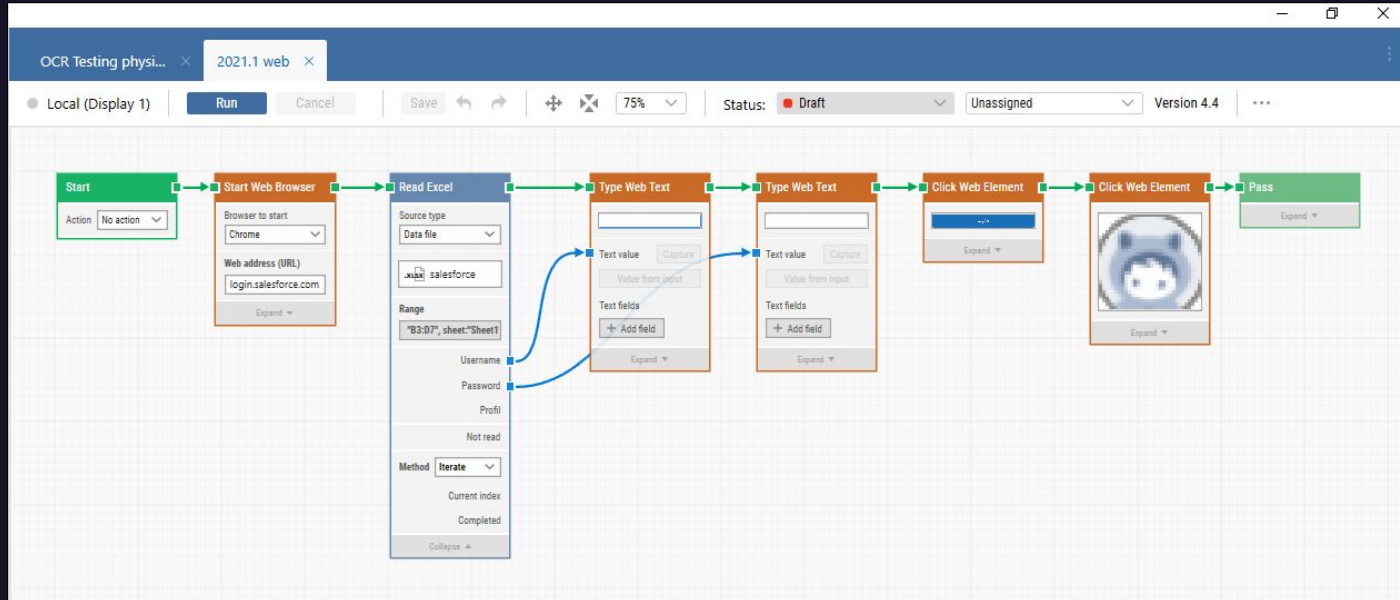 OCR Testing physi...
2021.1 web
Local (Display 1)
Run
Cancel
Save
75%
Status:
Draft
Unassigned
Version 4.4
Start
Action No action
Start Web Browser
Browser to start
Chrome
Web address (URL)
login.salesforce.com
Expand
Read Excel
Source type
Data file
.XLSX salesforce
Range
"B3:D7", sheet:"Sheet1
Username
Password
Profil
Not read
Method Iterate
Current index
Completed
Collapse
Type Web Text
Text value Capture
Value from input
Text fields
+ Add field
Expand
Type Web Text
Text value Capture
Value from input
Text fields
+ Add field
Expand
Click Web Element
Expand
Click Web Element
Expand
Pass
Expand